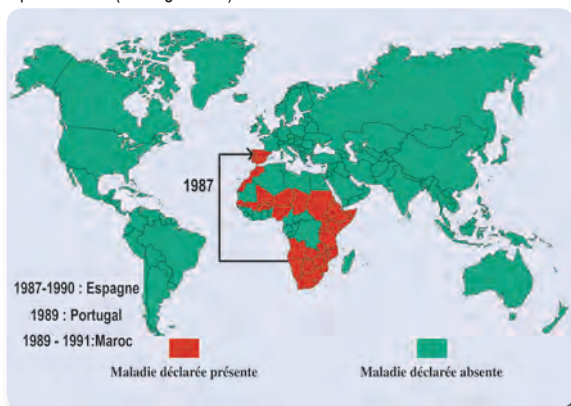 1987
1987-1990 : Espagne
1989 : Portugal
1989 - 1991:Maroc
Maladie déclarée présente
Maladie déclarée absente